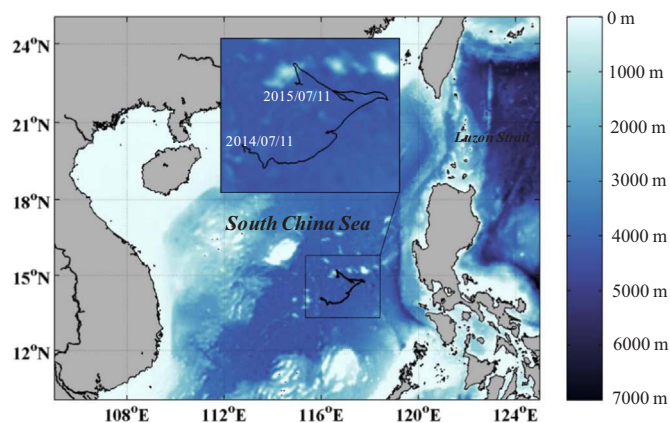 24°N
21°N
18°N
15°N
12°N
108°E
112°E
116°E
120°E
124°E
2015/07/11
2014/07/11
Luzon Strait
South China Sea
0 m
1000 m
2000 m
3000 m
4000 m
5000 m
6000 m
7000 m